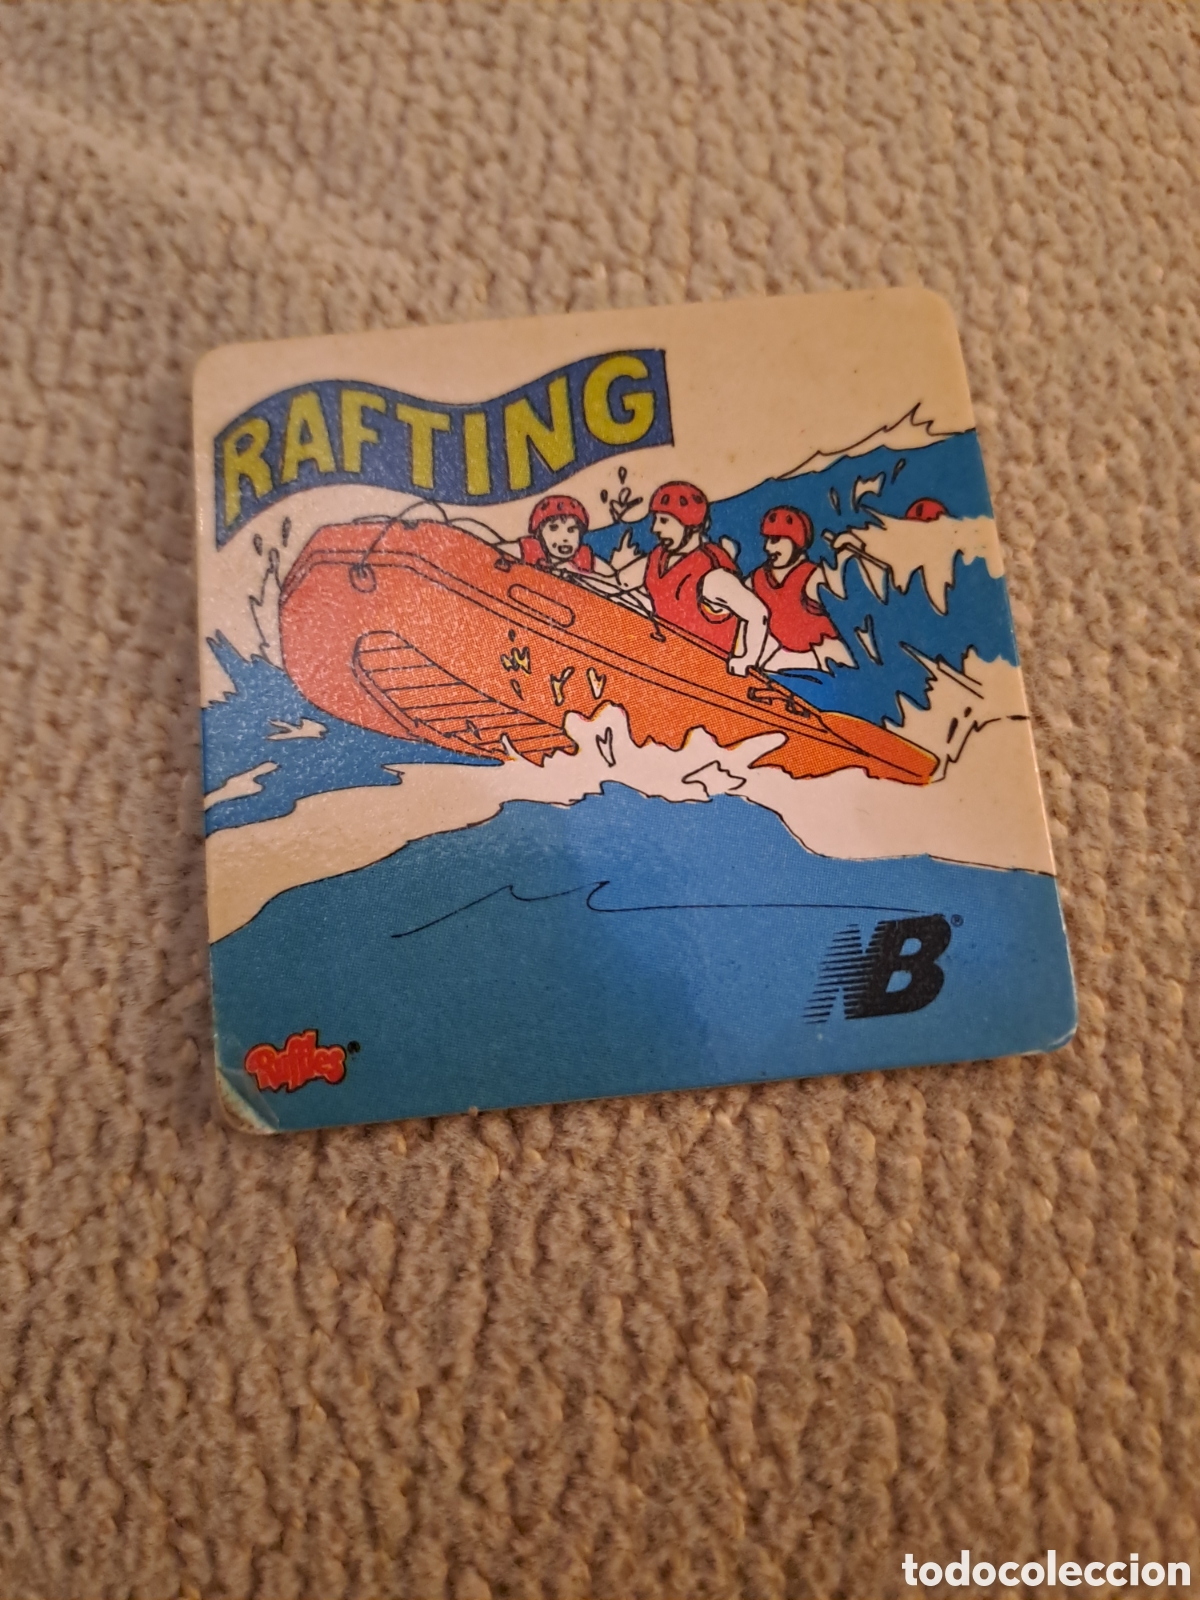 RAFTING
NB®
Ruffles®
todocoleccion